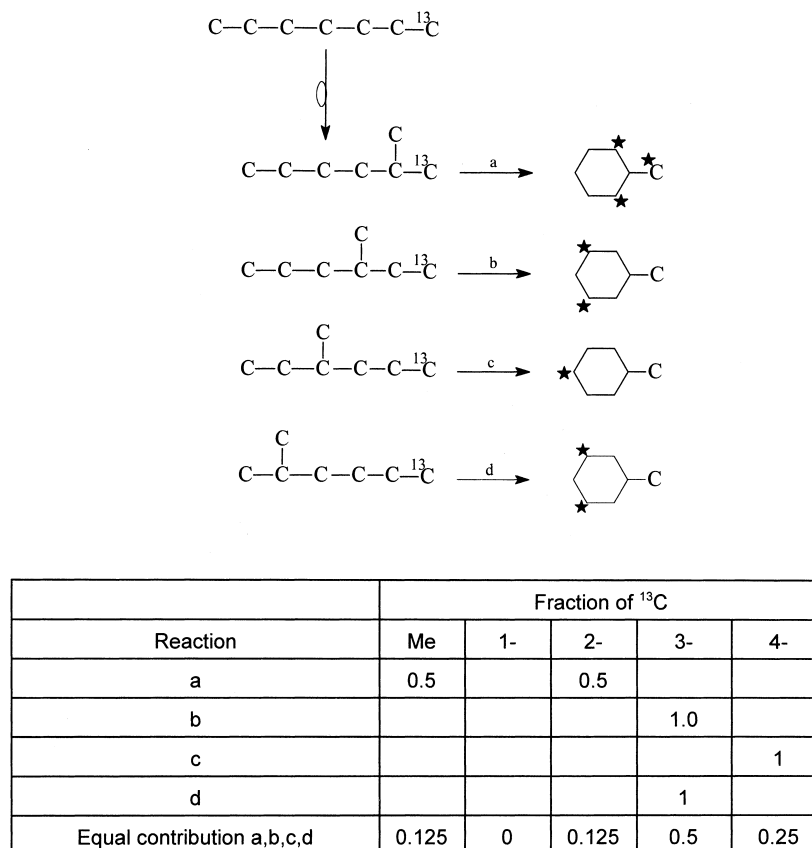 C—C—C—C—C—C—¹³C
C
C—C—C—C—C—¹³C a C
C
C—C—C—C—C—¹³C b C
C
C—C—C—C—C—¹³C c C
C
C—C—C—C—C—¹³C d C
Fraction of ¹³C
Reaction Me 1- 2- 3- 4-
a 0.5 0.5
b 1.0
c 1
d 1
Equal contribution a,b,c,d 0.125 0 0.125 0.5 0.25